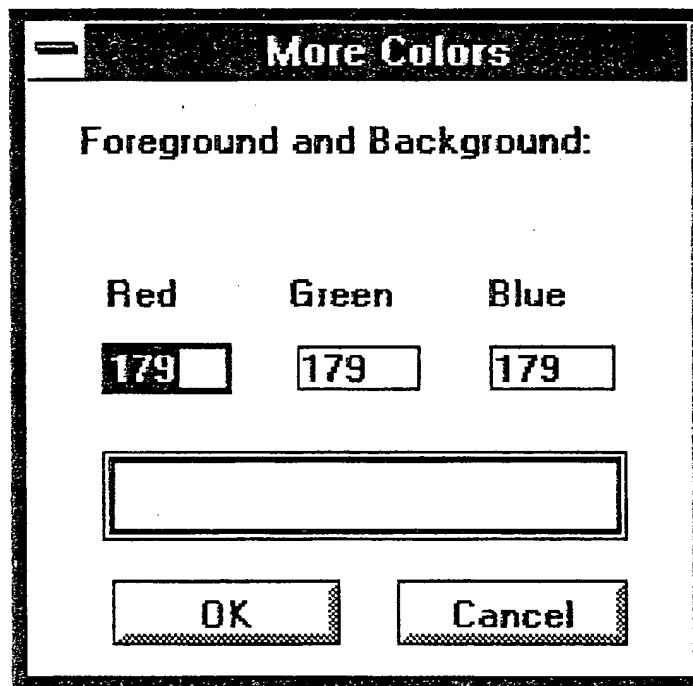 More Colors
Foreground and Background:
Red Green Blue
179 179 179
OK Cancel